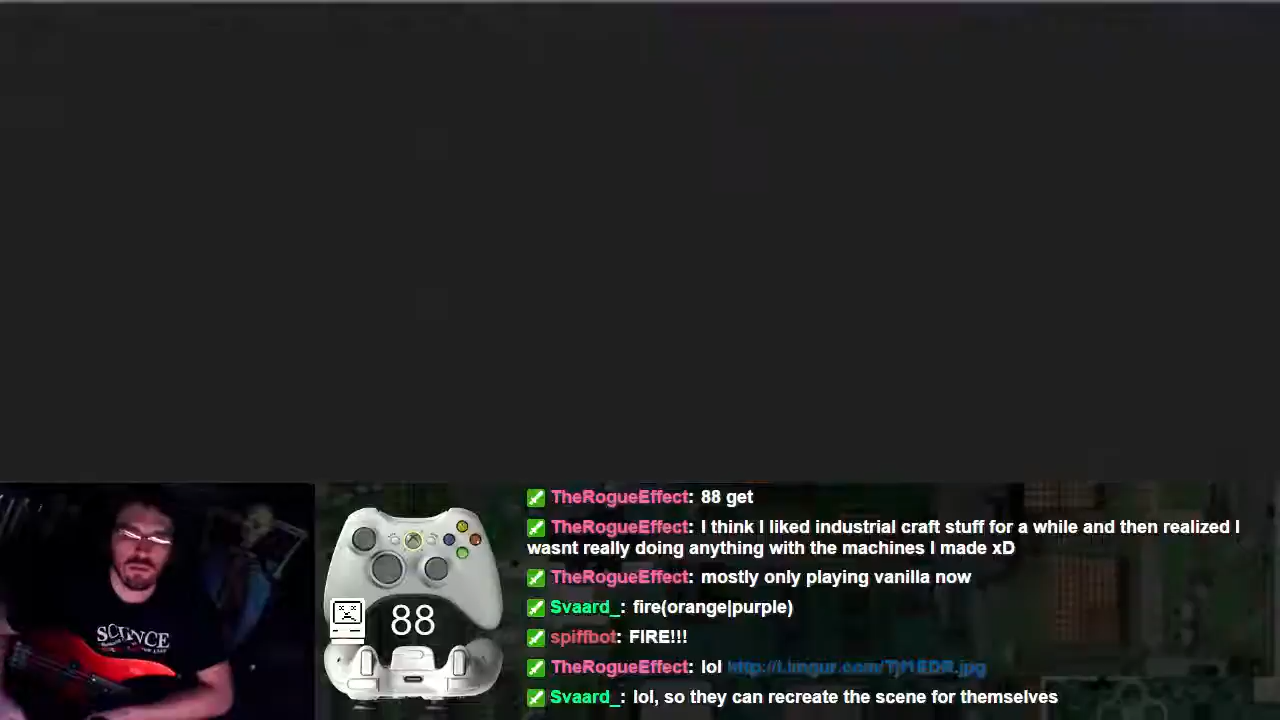 TheRogueEffect: 88 get
TheRogueEffect: I think I liked industrial craft stuff for a while and then realized I
wasnt really doing anything with the machines I made xD
TheRogueEffect: mostly only playing vanilla now
Svaard_: fire(orange|purple)
spiffbot: FIRE!!!
TheRogueEffect: lol
Svaard_: lol, so they can recreate the scene for themselves
88
SCIENCE